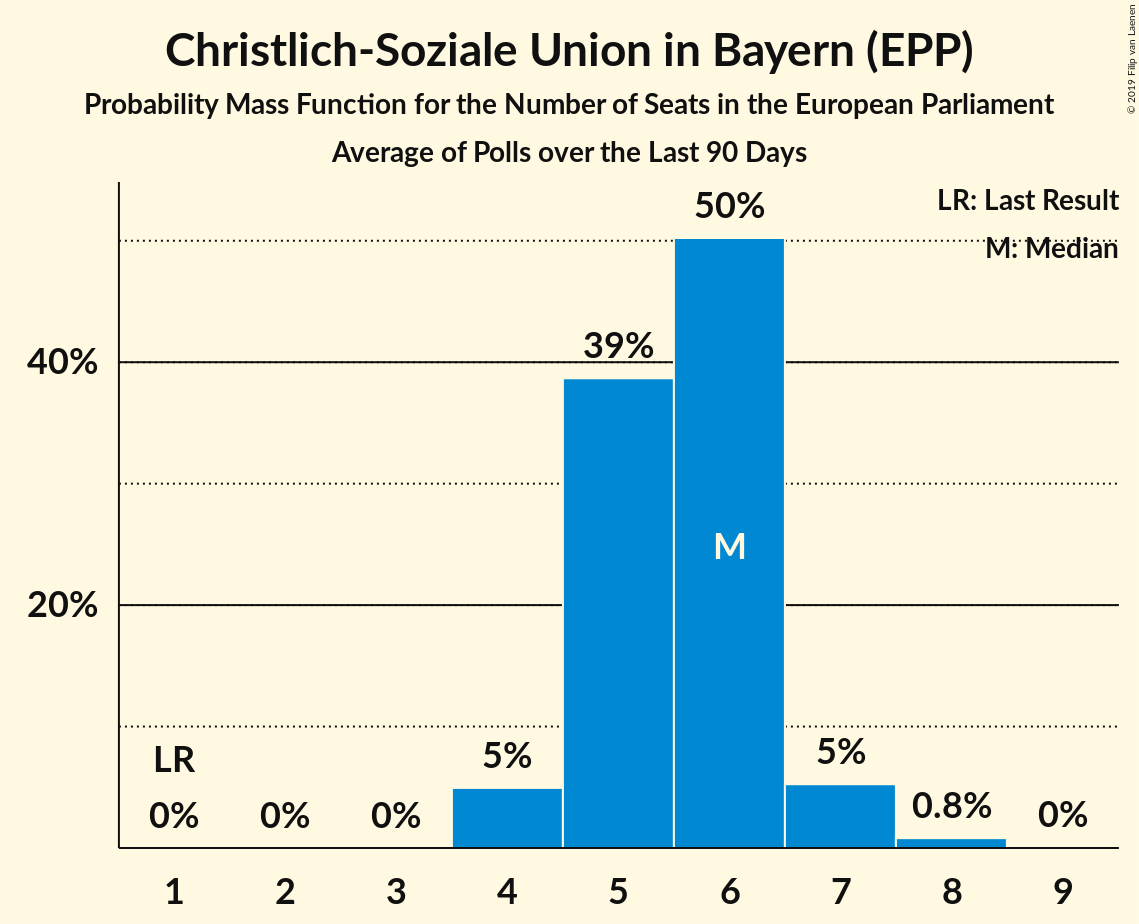 Christlich-Soziale Union in Bayern (EPP)
Probability Mass Function for the Number of Seats in the European Parliament
Average of Polls over the Last 90 Days
© 2019 Filip van Laenen
LR: Last Result
M: Median
50%
39%
40%
M
20%
LR
5%
5%
0%
0%
0%
0.8%
0%
1 2 3 4 5 6 7 8 9